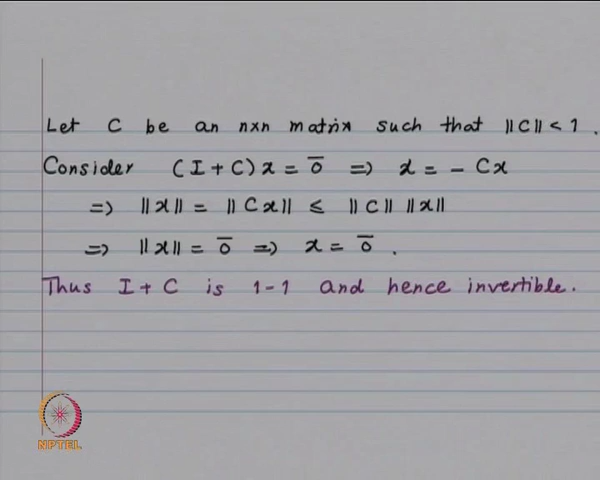 Let C be an n×n matrix such that ||C|| < 1.
Consider (I + C) x = 0̅ => x = - Cx
=> ||x|| = ||Cx|| ≤ ||C|| ||x||
=> ||x|| = 0̅ => x = 0̅ .
Thus I + C is 1-1 and hence invertible.
NPTEL